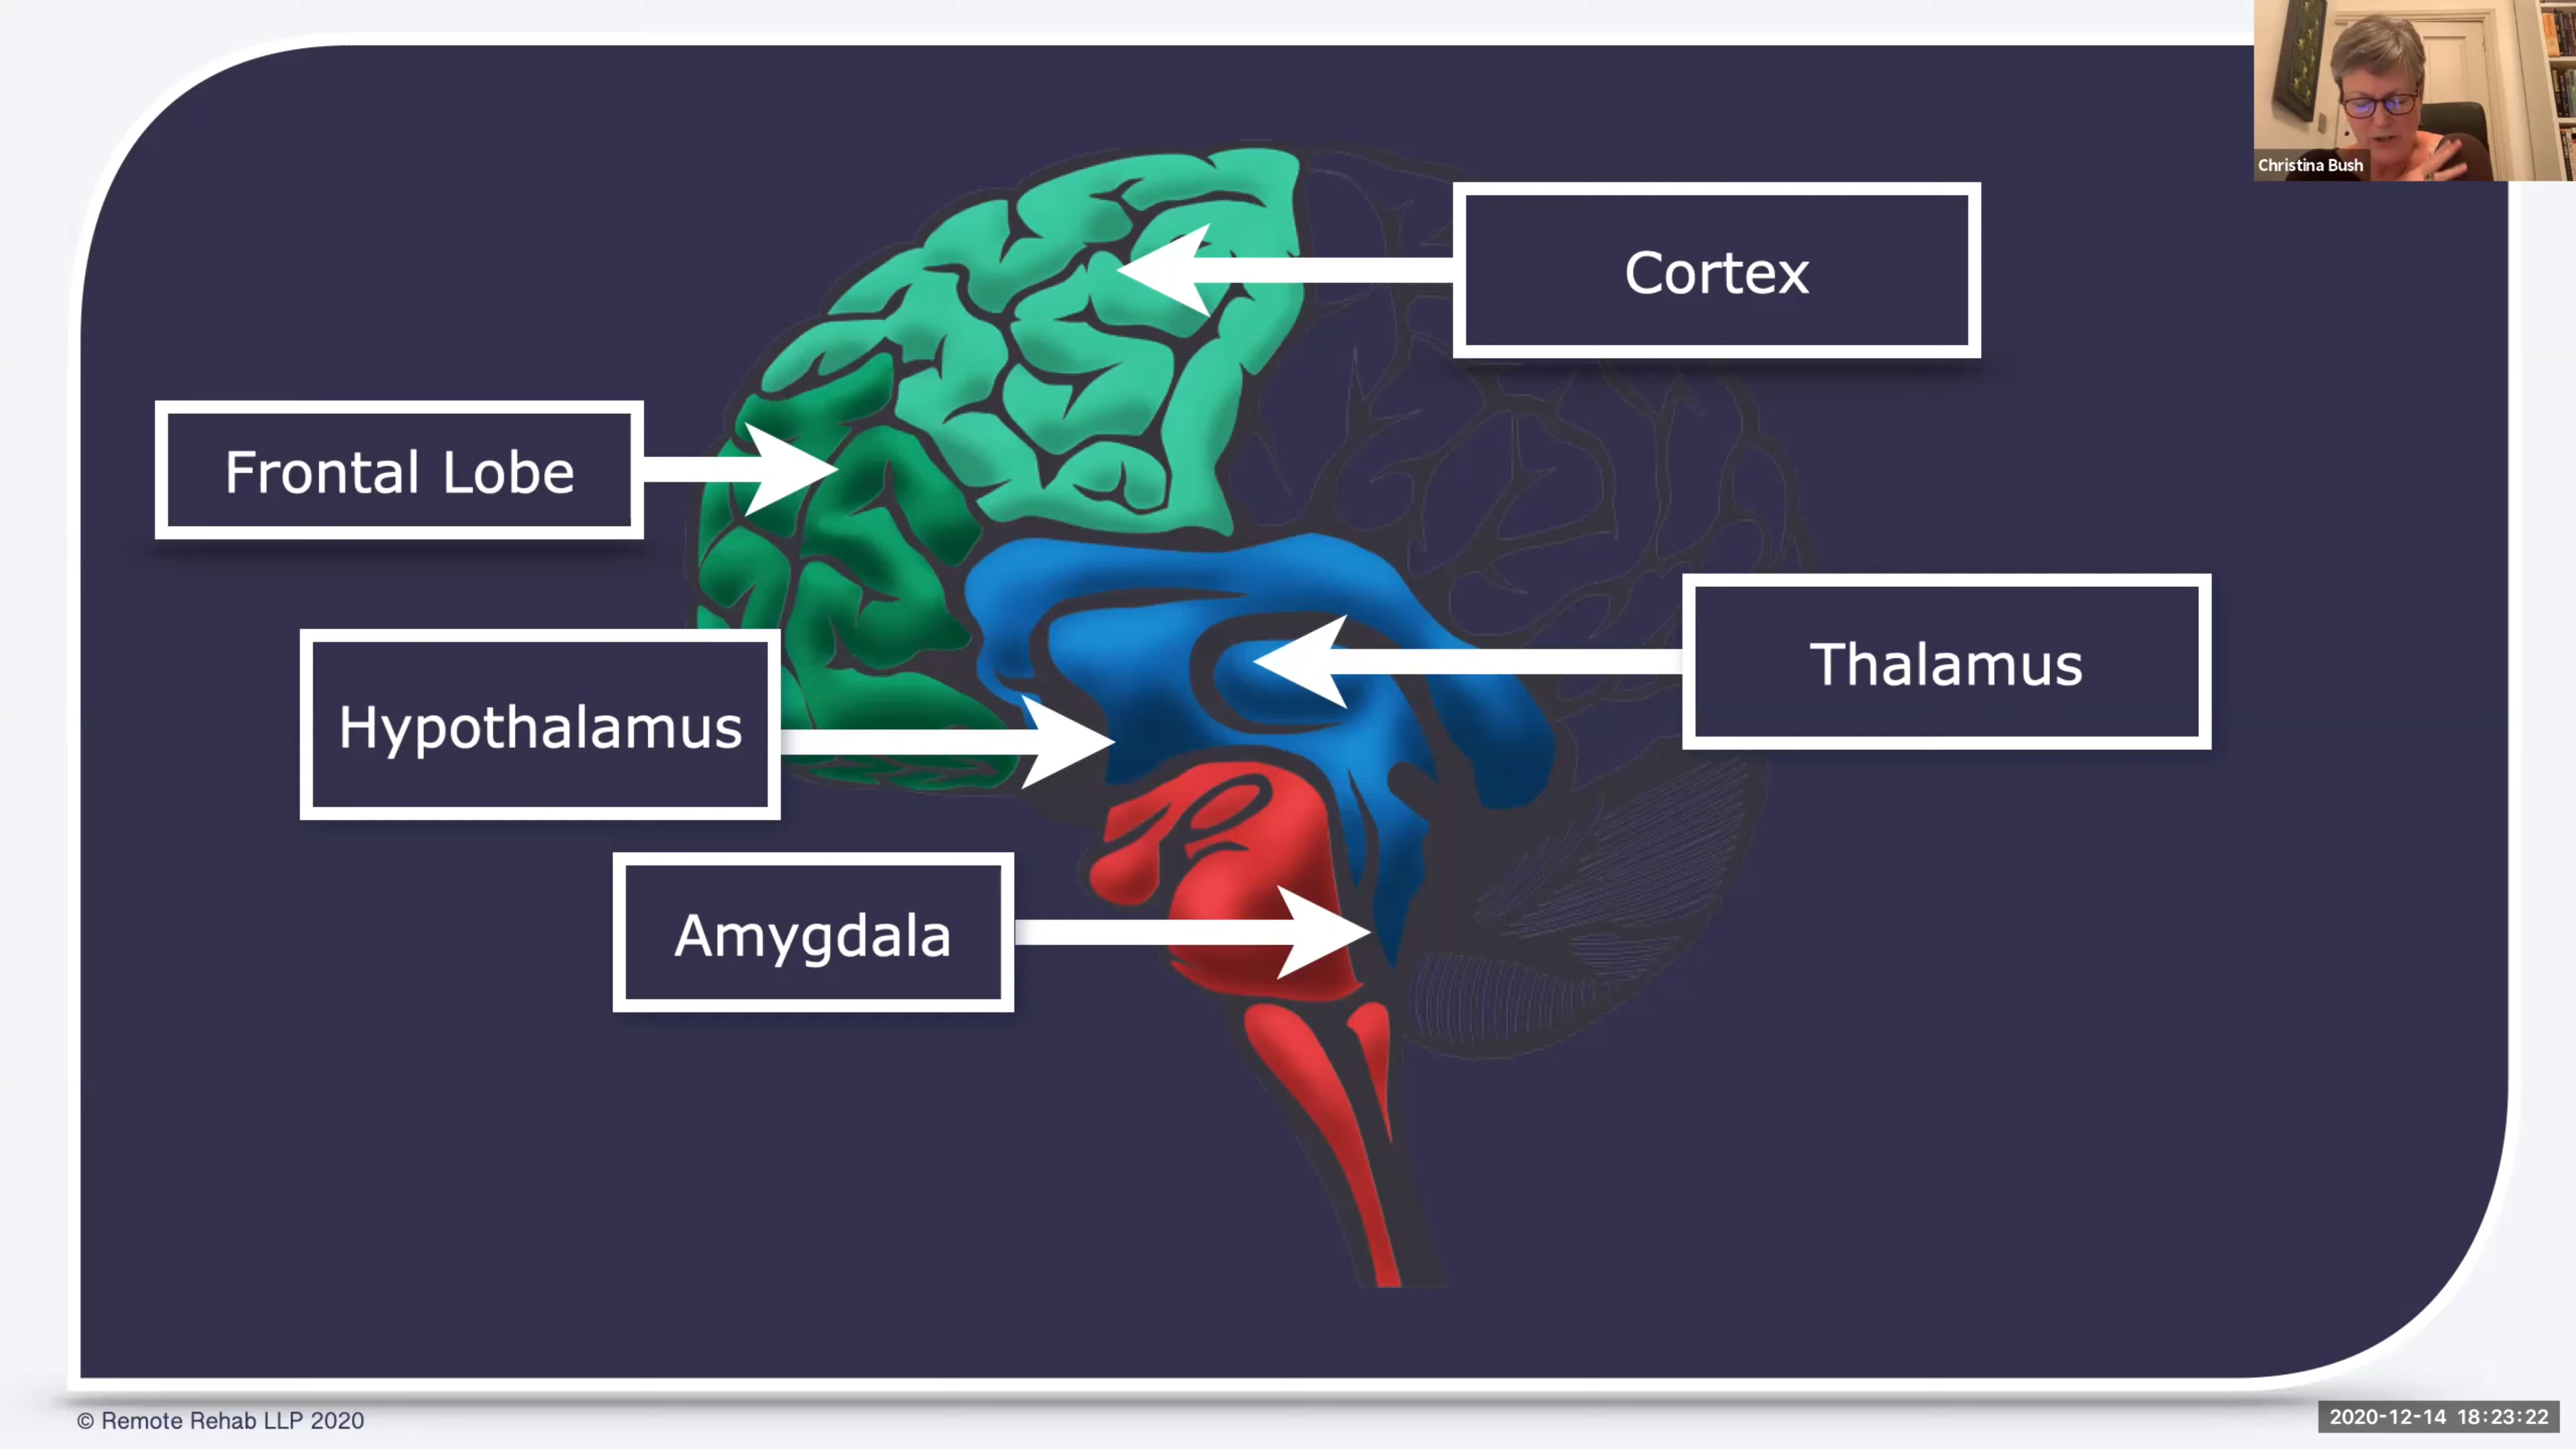 Christina Bush
Cortex
Frontal Lobe
Thalamus
Hypothalamus
Amygdala
© Remote Rehab LLP 2020
2020-12-14 18:23:22